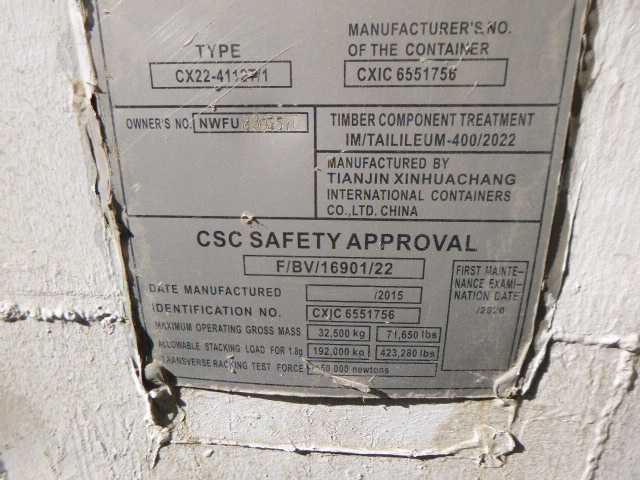 TYPE
MANUFACTURER'S NO.
OF THE CONTAINER
CXIC 6551756
OWNER'S NO. NWFU
TIMBER COMPONENT TREATMENT
IM/TAILILEUM-400/2022
MANUFACTURED BY
TIANJIN XINHUACHANG
INTERNATIONAL CONTAINERS
CO.,LTD. CHINA
CSC SAFETY APPROVAL
F/BV/16901/22
DATE MANUFACTURED /2015
IDENTIFICATION NO. CXIC 6551756
MAXIMUM OPERATING GROSS MASS 32,500 kg 71,650 lbs
ALLOWABLE STACKING LOAD FOR 1.8g 192,000 kg 423,280 lbs
TRANSVERSE RACKING TEST FORCE newtons
FIRST MAINTE-
NANCE EXAMI-
NATION DATE
/2020